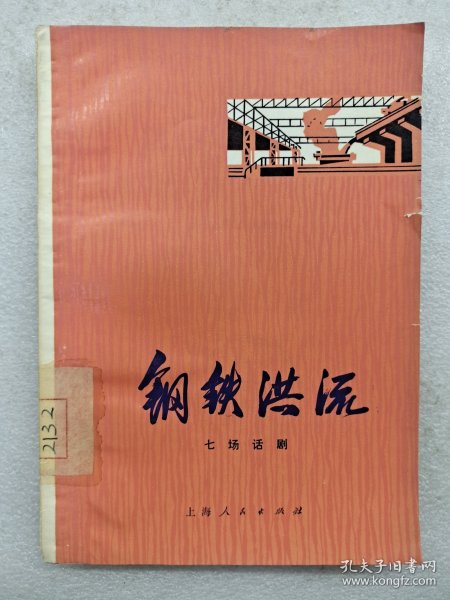 钢铁洪流
七场话剧
上海人民出版社
2132
孔夫子旧书网
www.kongfz.com